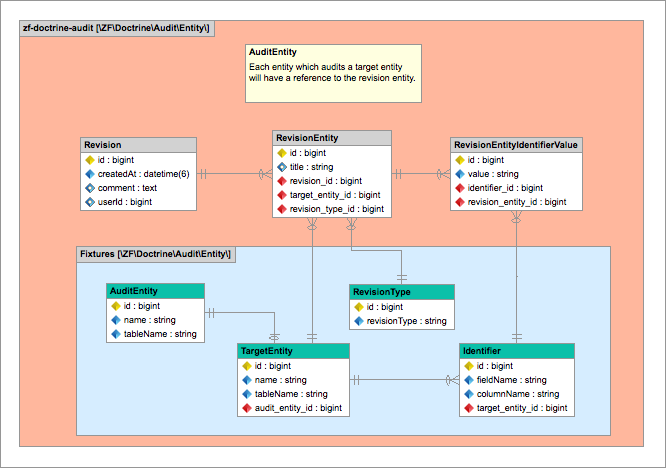 zf-doctrine-audit [\ZF\Doctrine\Audit\Entity\]
AuditEntity
Each entity which audits a target entity
will have a reference to the revision entity.
Revision
id : bigint
createdAt : datetime(6)
comment : text
userId : bigint
RevisionEntity
id : bigint
title : string
revision_id : bigint
target_entity_id : bigint
revision_type_id : bigint
RevisionEntityIdentifierValue
id : bigint
value : string
identifier_id : bigint
revision_entity_id : bigint
Fixtures [\ZF\Doctrine\Audit\Entity\]
AuditEntity
id : bigint
name : string
tableName : string
RevisionType
id : bigint
revisionType : string
TargetEntity
id : bigint
name : string
tableName : string
audit_entity_id : bigint
Identifier
id : bigint
fieldName : string
columnName : string
target_entity_id : bigint